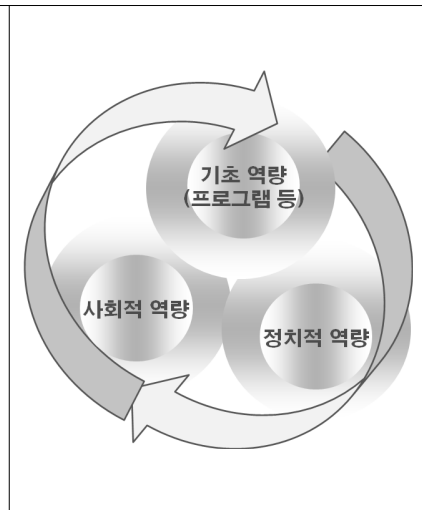 기초 역량
(프로그램 등)
사회적 역량
정치적 역량